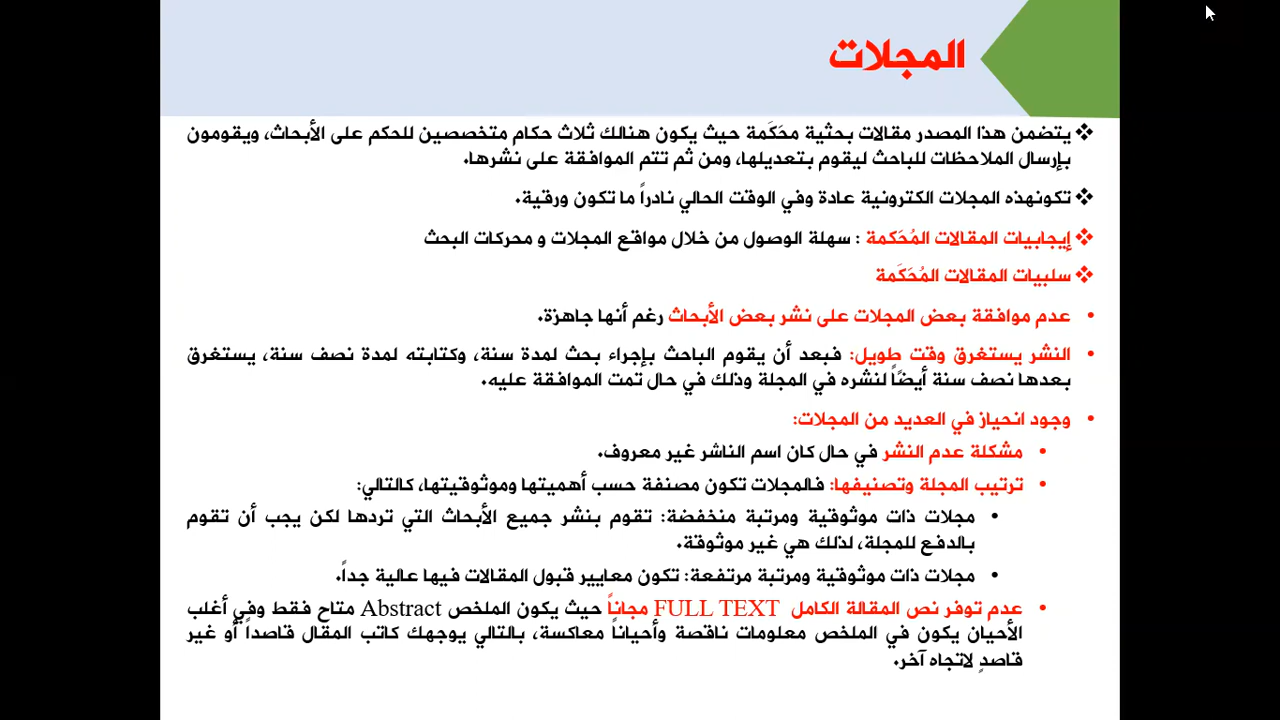 المجلات
❖ يتضمن هذا المصدر مقالات بحثية محَكَمة حيث يكون هنالك ثلاث حكام متخصصين للحكم على الأبحاث، ويقومون
بإرسال الملاحظات للباحث ليقوم بتعديلها، ومن ثم تتم الموافقة على نشرها.
❖ تكونهذه المجلات الكترونية عادة وفي الوقت الحالي نادراً ما تكون ورقية.
❖ إيجابيات المقالات المُحَكمة : سهلة الوصول من خلال مواقع المجلات و محركات البحث
❖ سلبيات المقالات المُحَكَمة
• عدم موافقة بعض المجلات على نشر بعض الأبحاث رغم أنها جاهزة.
• النشر يستغرق وقت طويل: فبعد أن يقوم الباحث بإجراء بحث لمدة سنة، وكتابته لمدة نصف سنة، يستغرق
بعدها نصف سنة أيضاً لنشره في المجلة وذلك في حال تمت الموافقة عليه.
• وجود انحياز في العديد من المجلات:
• مشكلة عدم النشر في حال كان اسم الناشر غير معروف.
• ترتيب المجلة وتصنيفها: فالمجلات تكون مصنفة حسب أهميتها وموثوقيتها، كالتالي:
• مجلات ذات موثوقية ومرتبة منخفضة: تقوم بنشر جميع الأبحاث التي تردها لكن يجب أن تقوم
بالدفع للمجلة، لذلك هي غير موثوقة.
• مجلات ذات موثوقية ومرتبة مرتفعة: تكون معايير قبول المقالات فيها عالية جداً.
• عدم توفر نص المقالة الكامل FULL TEXT مجاناً حيث يكون الملخص Abstract متاح فقط وفي أغلب
الأحيان يكون في الملخص معلومات ناقصة وأحياناً معاكسة، بالتالي يوجهك كاتب المقال قاصداً أو غير
قاصدٍ لاتجاه آخر.